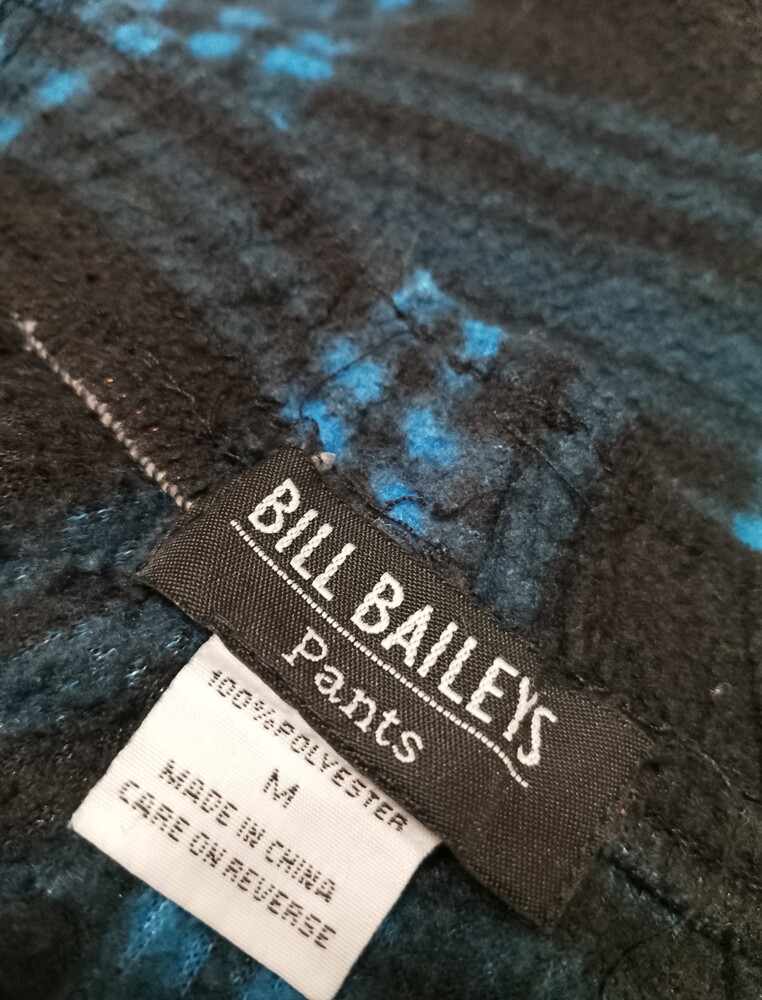 BILL BAILEYS
Pants
100%POLYESTER
M
MADE IN CHINA
CARE ON REVERSE